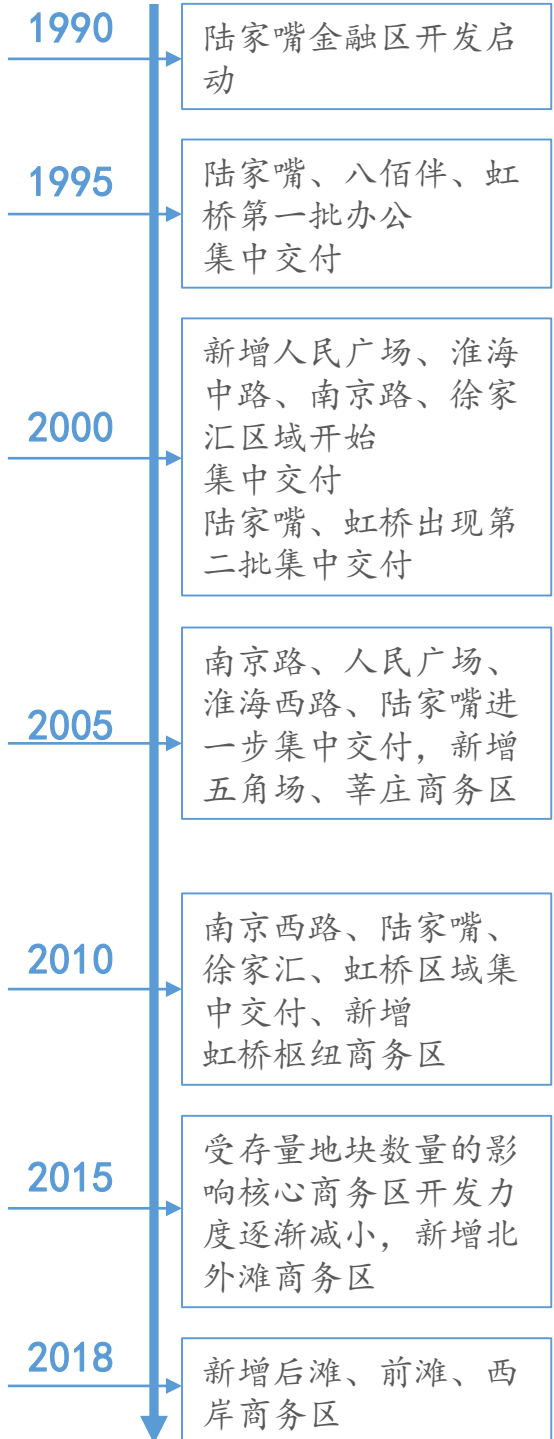 1990
陆家嘴金融区开发启
动
1995
陆家嘴、八佰伴、虹
桥第一批办公
集中交付
2000
新增人民广场、淮海
中路、南京路、徐家
汇区域开始
集中交付
陆家嘴、虹桥出现第
二批集中交付
2005
南京路、人民广场、
淮海西路、陆家嘴进
一步集中交付，新增
五角场、莘庄商务区
2010
南京西路、陆家嘴、
徐家汇、虹桥区域集
中交付、新增
虹桥枢纽商务区
2015
受存量地块数量的影
响核心商务区开发力
度逐渐减小，新增北
外滩商务区
2018
新增后滩、前滩、西
岸商务区